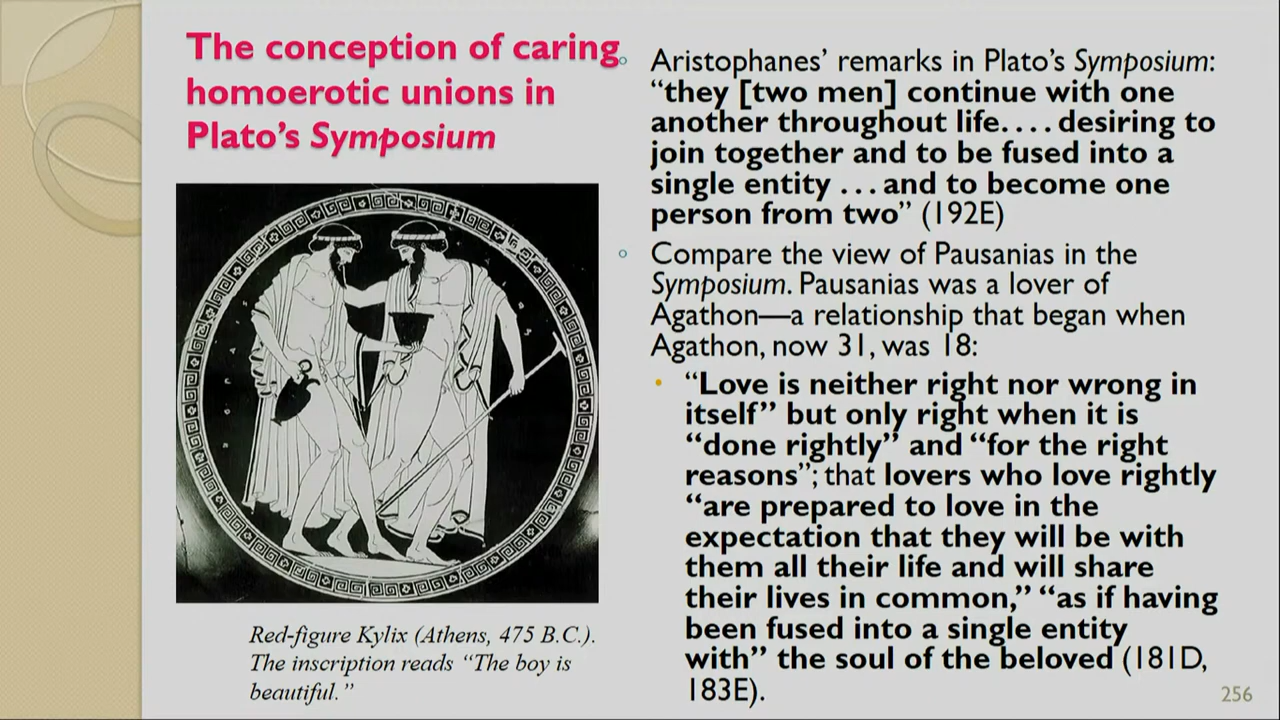 The conception of caring
homoerotic unions in
Plato's Symposium
Red-figure Kylix (Athens, 475 B.C.).
The inscription reads “The boy is
beautiful.”
Aristophanes’ remarks in Plato’s Symposium:
“they [two men] continue with one
another throughout life.... desiring to
join together and to be fused into a
single entity ... and to become one
person from two” (192E)
Compare the view of Pausanias in the
Symposium. Pausanias was a lover of
Agathon—a relationship that began when
Agathon, now 31, was 18:
“Love is neither right nor wrong in
itself” but only right when it is
“done rightly” and “for the right
reasons”; that lovers who love rightly
“are prepared to love in the
expectation that they will be with
them all their life and will share
their lives in common,” “as if having
been fused into a single entity
with” the soul of the beloved (181D,
183E).
256